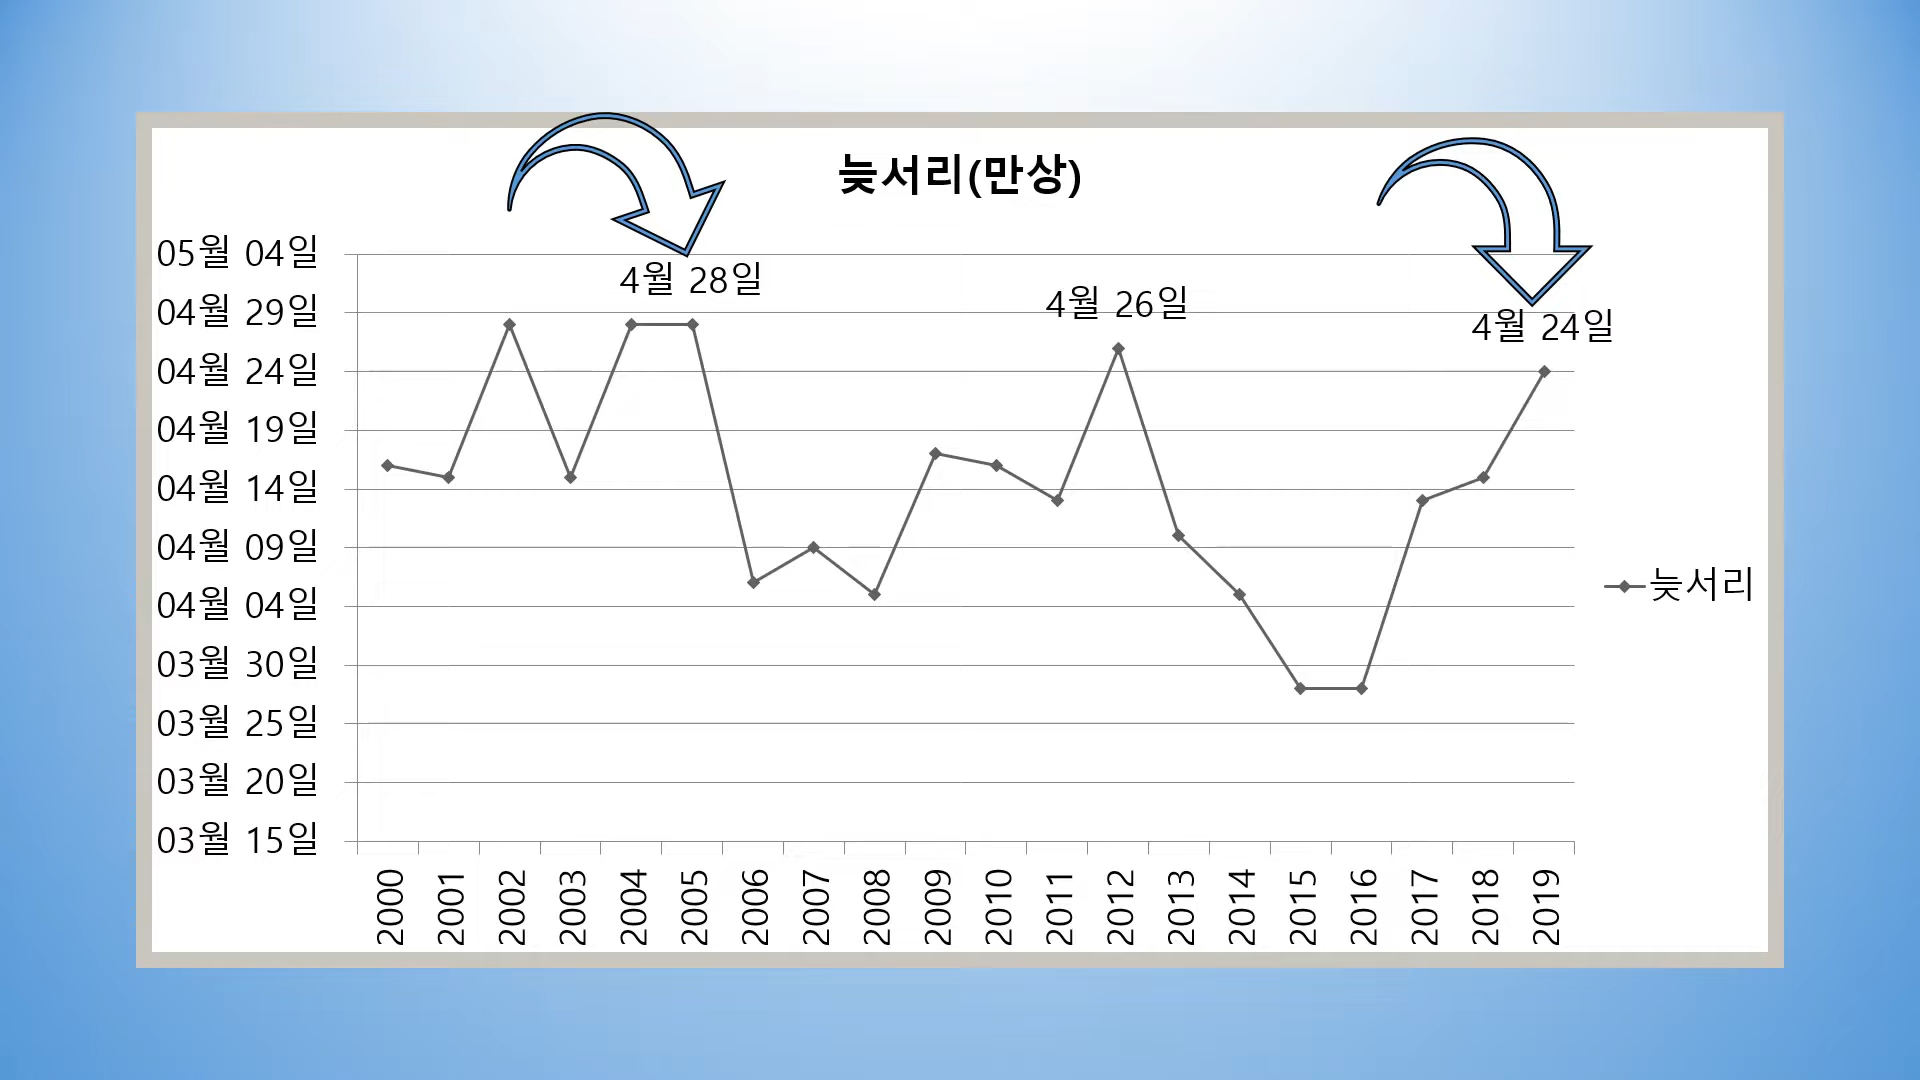 늦서리(만상)
05월 04일
04월 29일
04월 24일
04월 19일
04월 14일
04월 09일
04월 04일
03월 30일
03월 25일
03월 20일
03월 15일
4월 28일
4월 26일
4월 24일
늦서리
2000
2001
2002
2003
2004
2005
2006
2007
2008
2009
2010
2011
2012
2013
2014
2015
2016
2017
2018
2019